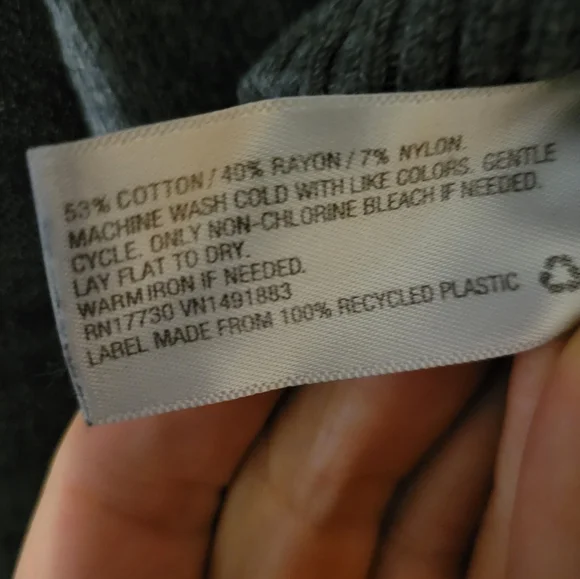 53% COTTON / 40% RAYON / 7% NYLON.
MACHINE WASH COLD WITH LIKE COLORS. GENTLE
CYCLE. ONLY NON-CHLORINE BLEACH IF NEEDED.
LAY FLAT TO DRY.
WARM IRON IF NEEDED.
RN17730 VN1491883
LABEL MADE FROM 100% RECYCLED PLASTIC